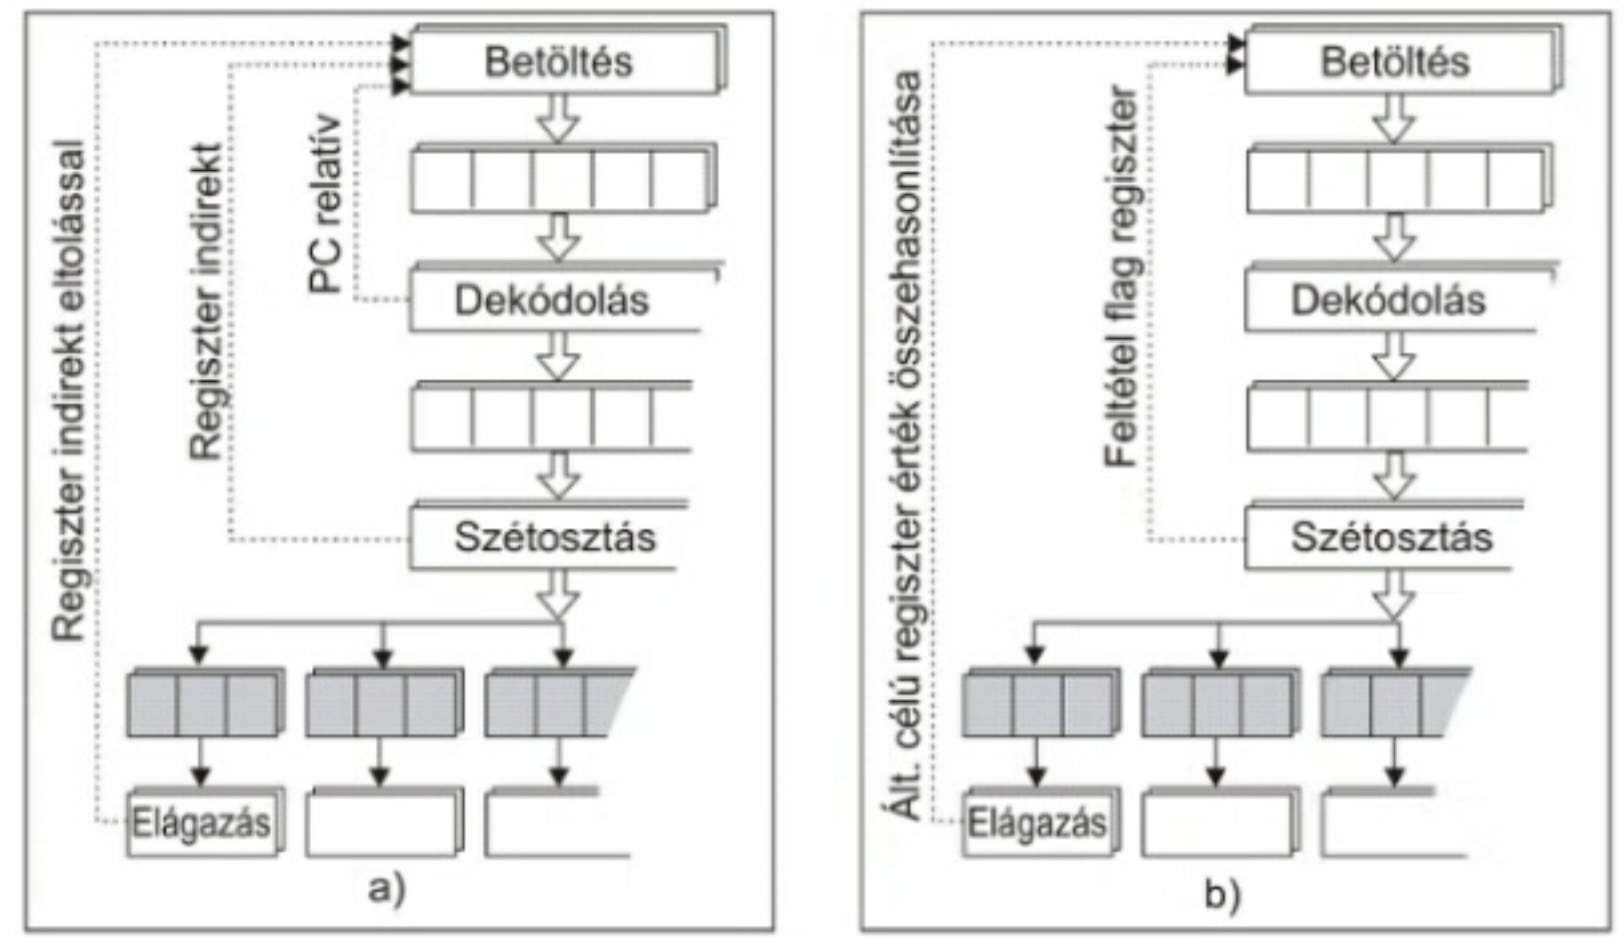 Betöltés
Regiszter indirekt eltolással
Regiszter indirekt
PC relatív
Dekódolás
Szétosztás
Elágazás
a)
Betöltés
Ált. célú regiszter érték összehasonlítása
Feltétel flag regiszter
Dekódolás
Szétosztás
Elágazás
b)